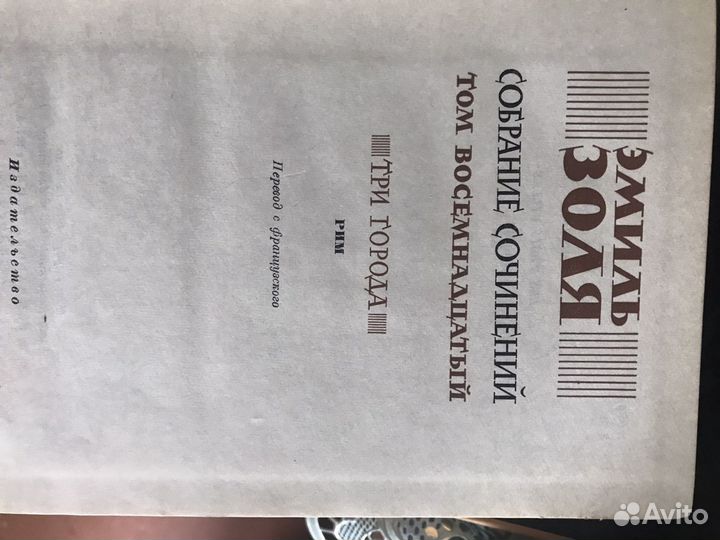 ЭМИЛЬ
ЗОЛЯ
СОБРАНИЕ СОЧИНЕНИЙ
ТОМ ВОСЕМНАДЦАТЫЙ
ТРИ ГОРОДА
РИМ
Перевод с французского
Издательство
Avito